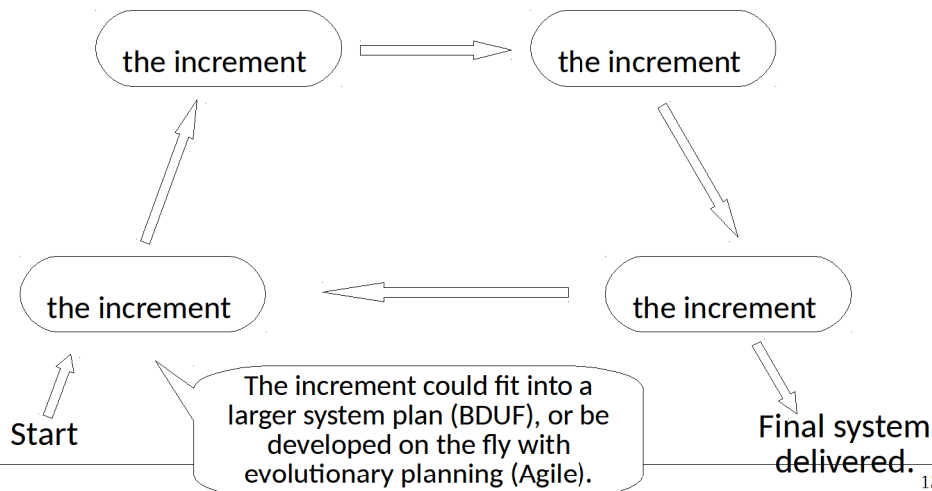 the increment
the increment
the increment
the increment
The increment could fit into a
larger system plan (BDUF), or be
developed on the fly with
evolutionary planning (Agile).
Start
Final system
delivered.